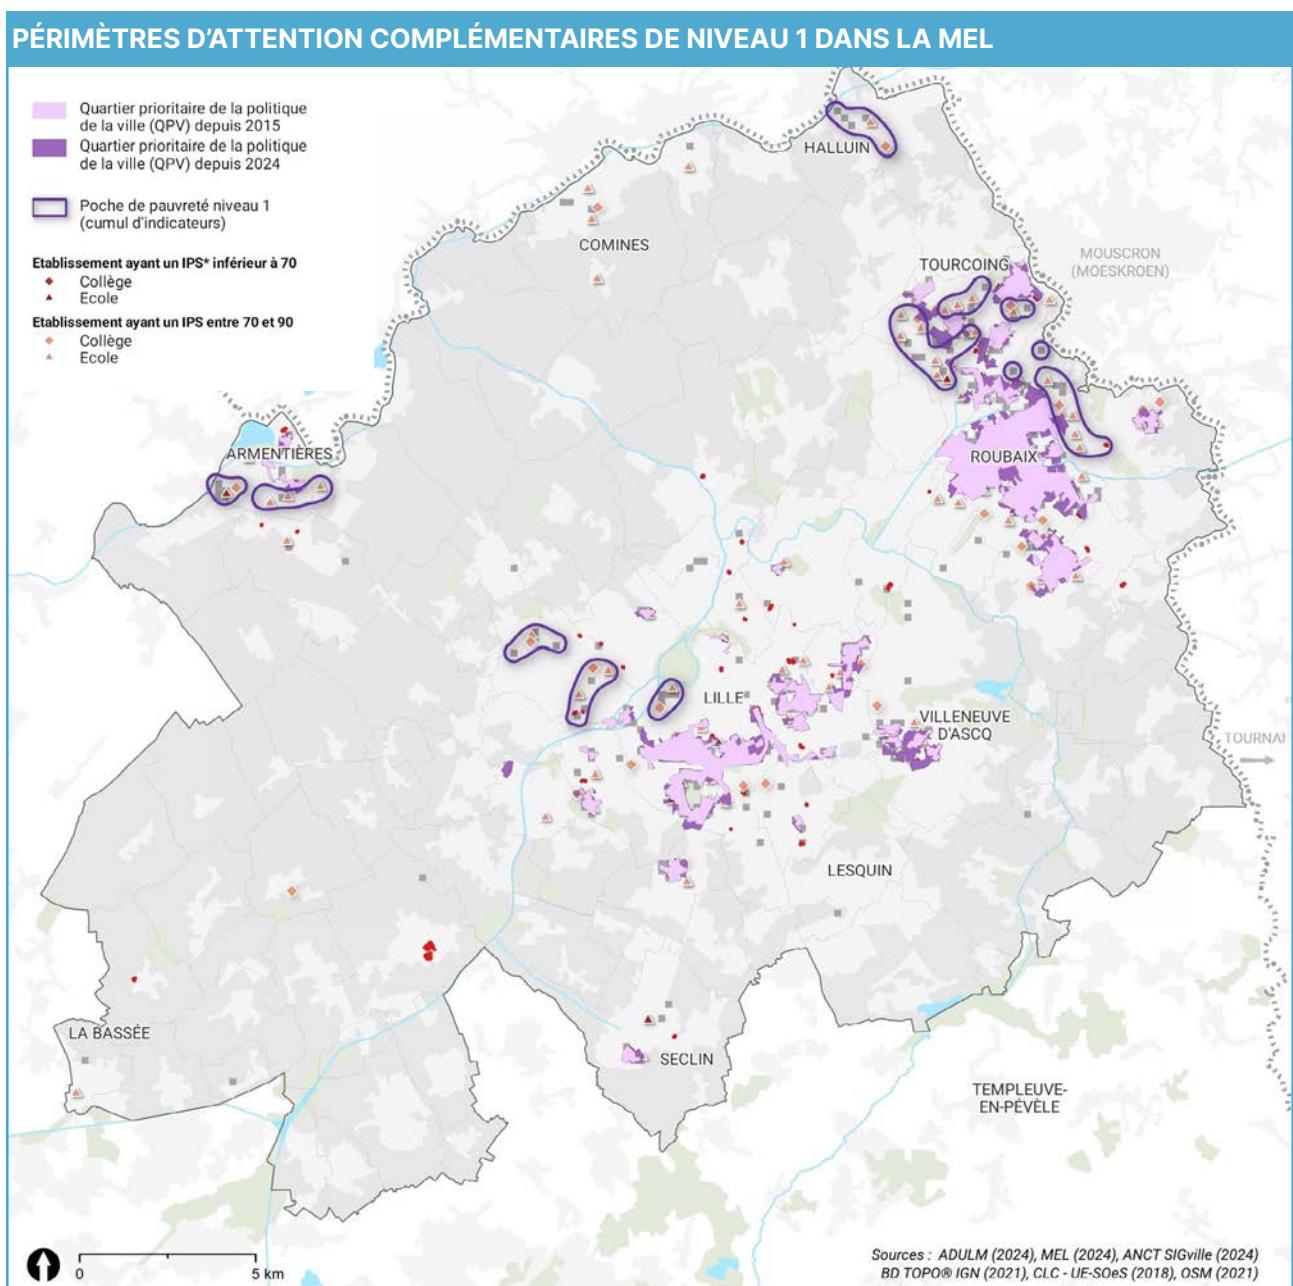 PÉRIMÈTRES D'ATTENTION COMPLÉMENTAIRES DE NIVEAU 1 DANS LA MEL
Quartier prioritaire de la politique
de la ville (QPV) depuis 2015
Quartier prioritaire de la politique
de la ville (QPV) depuis 2024
Poche de pauvreté niveau 1
(cumul d'indicateurs)
Etablissement ayant un IPS* inférieur à 70
Collège
Ecole
Etablissement ayant un IPS entre 70 et 90
Collège
Ecole
HALLUIN
COMINES
TOURCOING
MOUSCRON
(MOESKROEN)
ARMENTIÈRES
ROUBAIX
LILLE
VILLENEUVE
D'ASCQ
TOURNAI
LESQUIN
LA BASSÉE
SECLIN
TEMPLEUVE-
EN-PÉVÈLE
0 5 km
Sources : ADULM (2024), MEL (2024), ANCT SIGville (2024)
BD TOPO® IGN (2021), CLC - UE-SOeS (2018), OSM (2021)